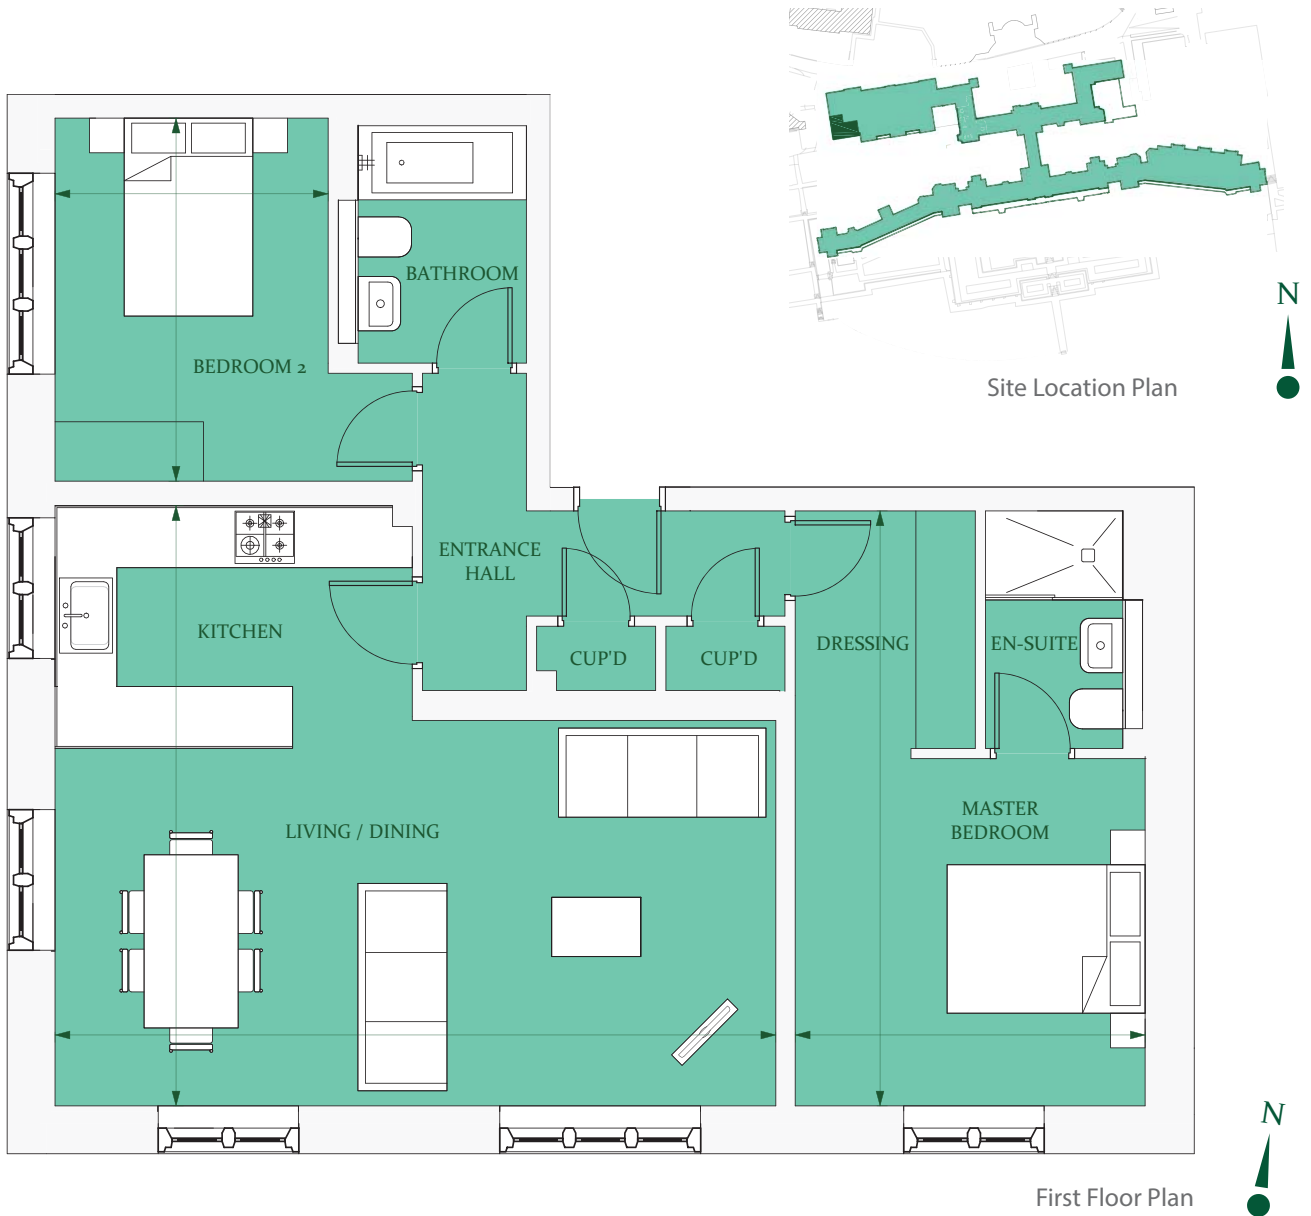 N
Site Location Plan
BATHROOM
BEDROOM 2
ENTRANCE
HALL
KITCHEN
CUP'D
CUP'D
DRESSING
EN-SUITE
LIVING / DINING
MASTER
BEDROOM
N
First Floor Plan